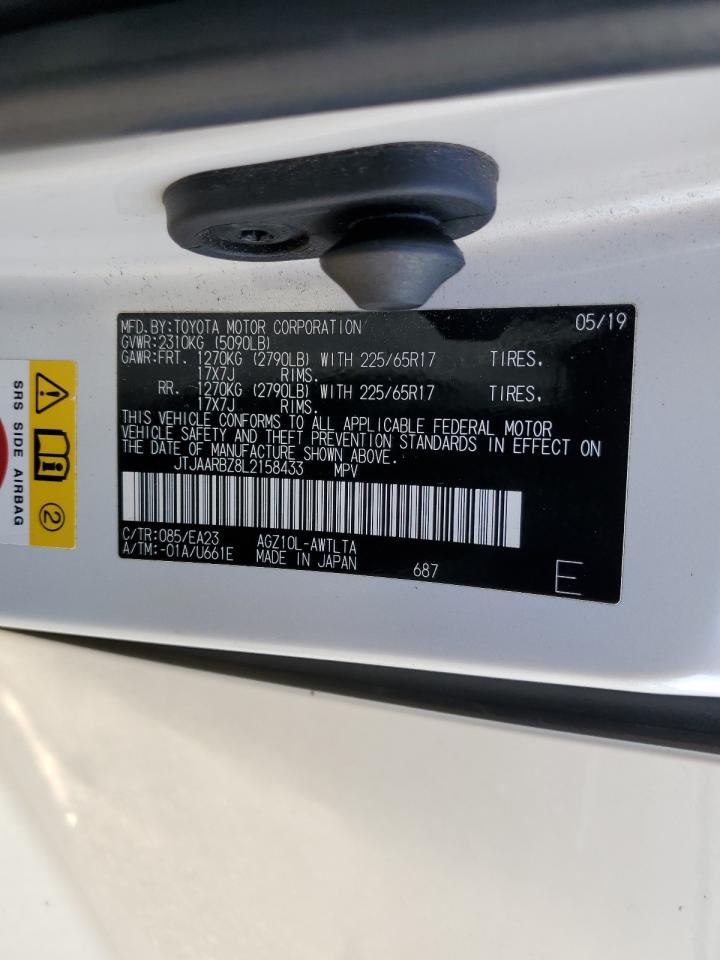 MFD.BY:TOYOTA MOTOR CORPORATION 05/19
GVWR:2310KG (5090LB)
GAWR:FRT. 1270KG (2790LB) WITH 225/65R17 TIRES.
17X7J RIMS.
RR. 1270KG (2790LB) WITH 225/65R17 TIRES.
17X7J RIMS.
THIS VEHICLE CONFORMS TO ALL APPLICABLE FEDERAL MOTOR
VEHICLE SAFETY AND THEFT PREVENTION STANDARDS IN EFFECT ON
THE DATE OF MANUFACTURE SHOWN ABOVE.
JTJAARBZ8L2158433 MPV
C/TR:085/EA23 AGZ10L-AWTLTA
A/TM:-01A/U661E MADE IN JAPAN 687 E
SRS SIDE AIRBAG
2